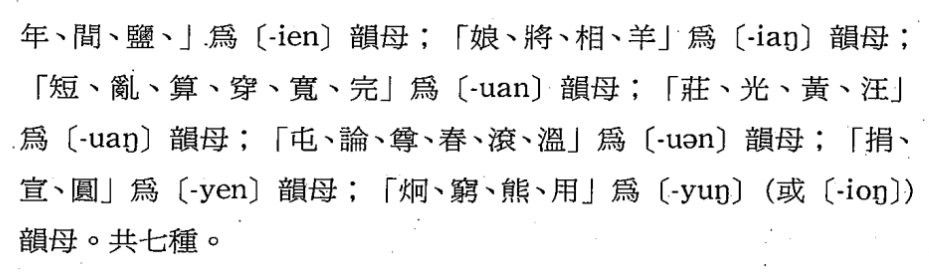 年、間、鹽、」爲〔-ien〕韻母；「娘、將、相、羊」爲〔-iaŋ〕韻母；
「短、亂、算、穿、寬、完」爲〔-uan〕韻母；「莊、光、黃、汪」
爲〔-uaŋ〕韻母；「屯、論、尊、春、滾、溫」爲〔-uən〕韻母；「捐、
宣、圓」爲〔-yen〕韻母；「炯、窮、熊、用」爲〔-yuŋ〕(或〔-ioŋ〕)
韻母。共七種。